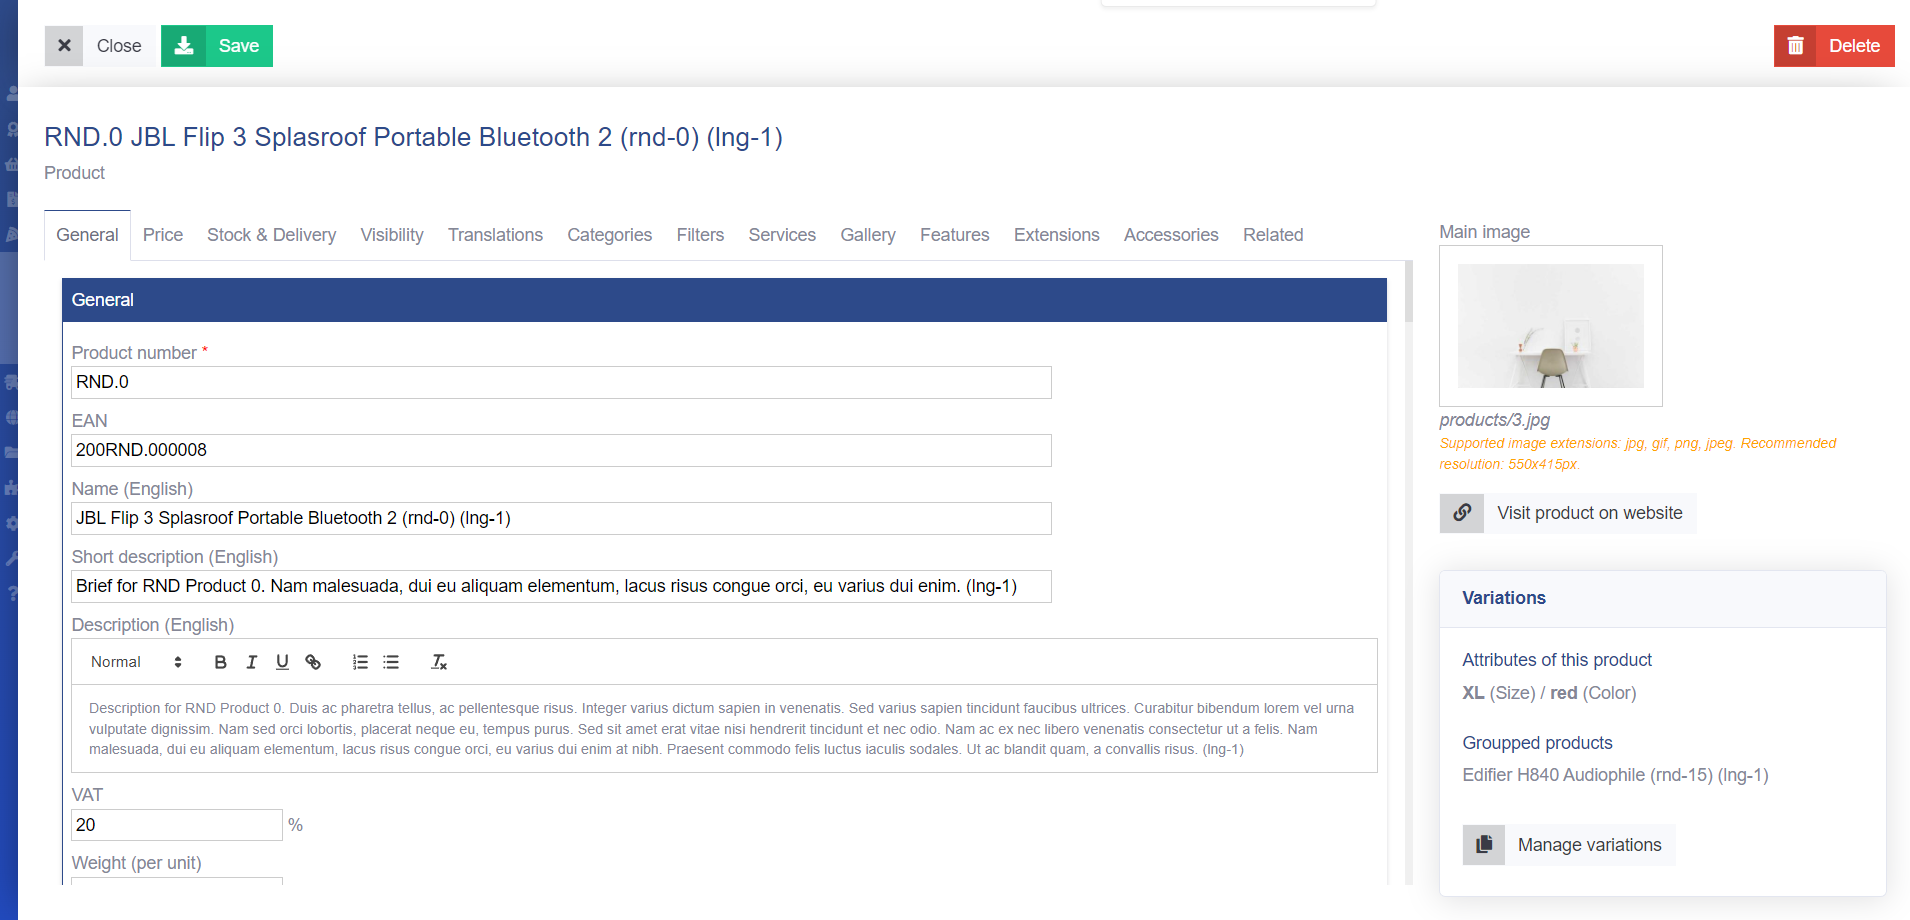 Close
Save
Delete
RND.0 JBL Flip 3 Splasroof Portable Bluetooth 2 (rnd-0) (lng-1)
Product
General Price Stock & Delivery Visibility Translations Categories Filters Services Gallery Features Extensions Accessories Related
General
Product number *
RND.0
EAN
200RND.000008
Name (English)
JBL Flip 3 Splasroof Portable Bluetooth 2 (rnd-0) (lng-1)
Short description (English)
Brief for RND Product 0. Nam malesuada, dui eu aliquam elementum, lacus risus congue orci, eu varius dui enim. (lng-1)
Description (English)
Normal
Description for RND Product 0. Duis ac pharetra tellus, ac pellentesque risus. Integer varius dictum sapien in venenatis. Sed varius sapien tincidunt faucibus ultrices. Curabitur bibendum lorem vel urna
vulputate dignissim. Nam sed orci lobortis, placerat neque eu, tempus purus. Sed sit amet erat vitae nisi hendrerit tincidunt et nec odio. Nam ac ex nec libero venenatis consectetur ut a felis. Nam
malesuada, dui eu aliquam elementum, lacus risus congue orci, eu varius dui enim at nibh. Praesent commodo felis luctus iaculis sodales. Ut ac blandit quam, a convallis risus. (lng-1)
VAT
20 %
Weight (per unit)
Main image
products/3.jpg
Supported image extensions: jpg, gif, png, jpeg. Recommended
resolution: 550x415px.
Visit product on website
Variations
Attributes of this product
XL (Size) / red (Color)
Groupped products
Edifier H840 Audiophile (rnd-15) (lng-1)
Manage variations